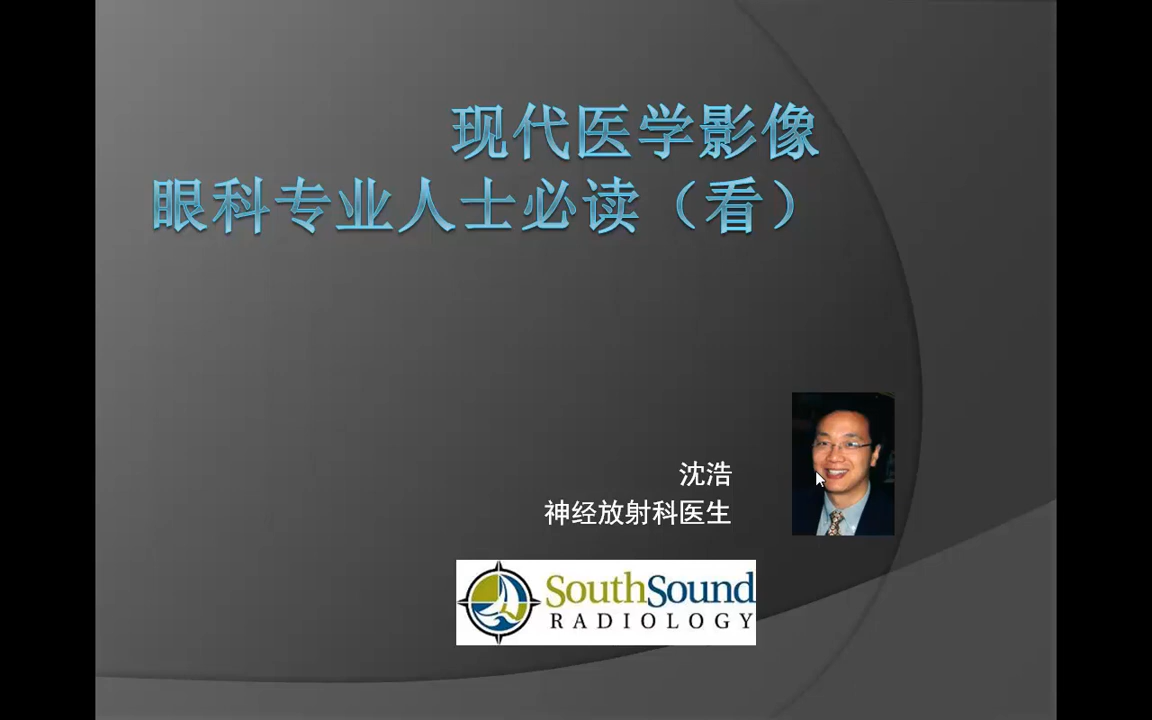 现代医学影像
眼科专业人士必读（看）
沈浩
神经放射科医生
SouthSound
RADIOLOGY